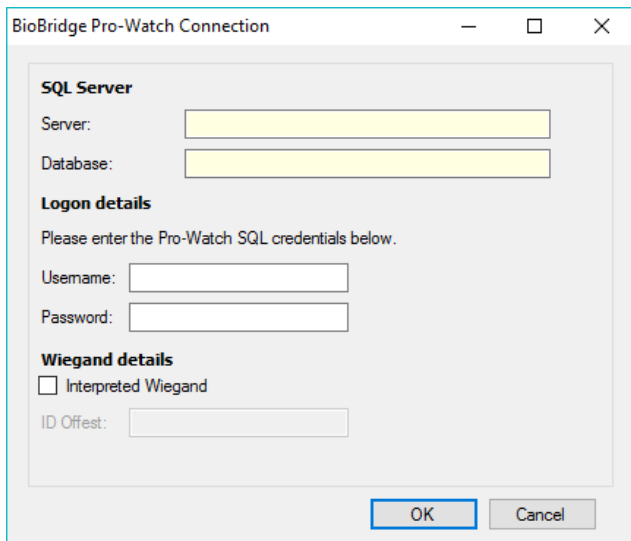 BioBridge Pro-Watch Connection
SQL Server
Server:
Database:
Logon details
Please enter the Pro-Watch SQL credentials below.
Username:
Password:
Wiegand details
Interpreted Wiegand
ID Offest:
OK Cancel